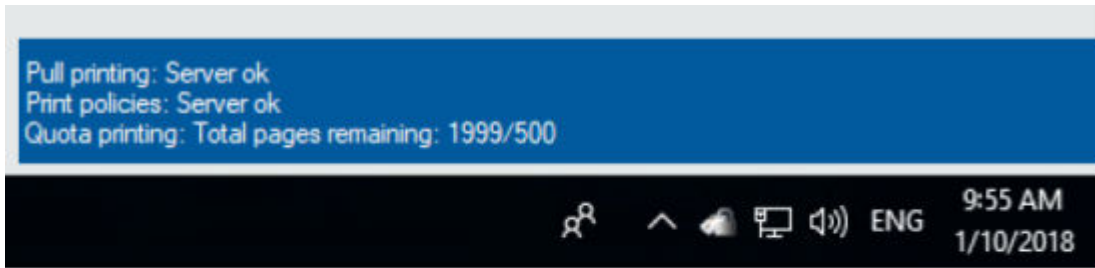 Pull printing: Server ok
Print policies: Server ok
Quota printing: Total pages remaining: 1999/500
ENG
9:55 AM
1/10/2018